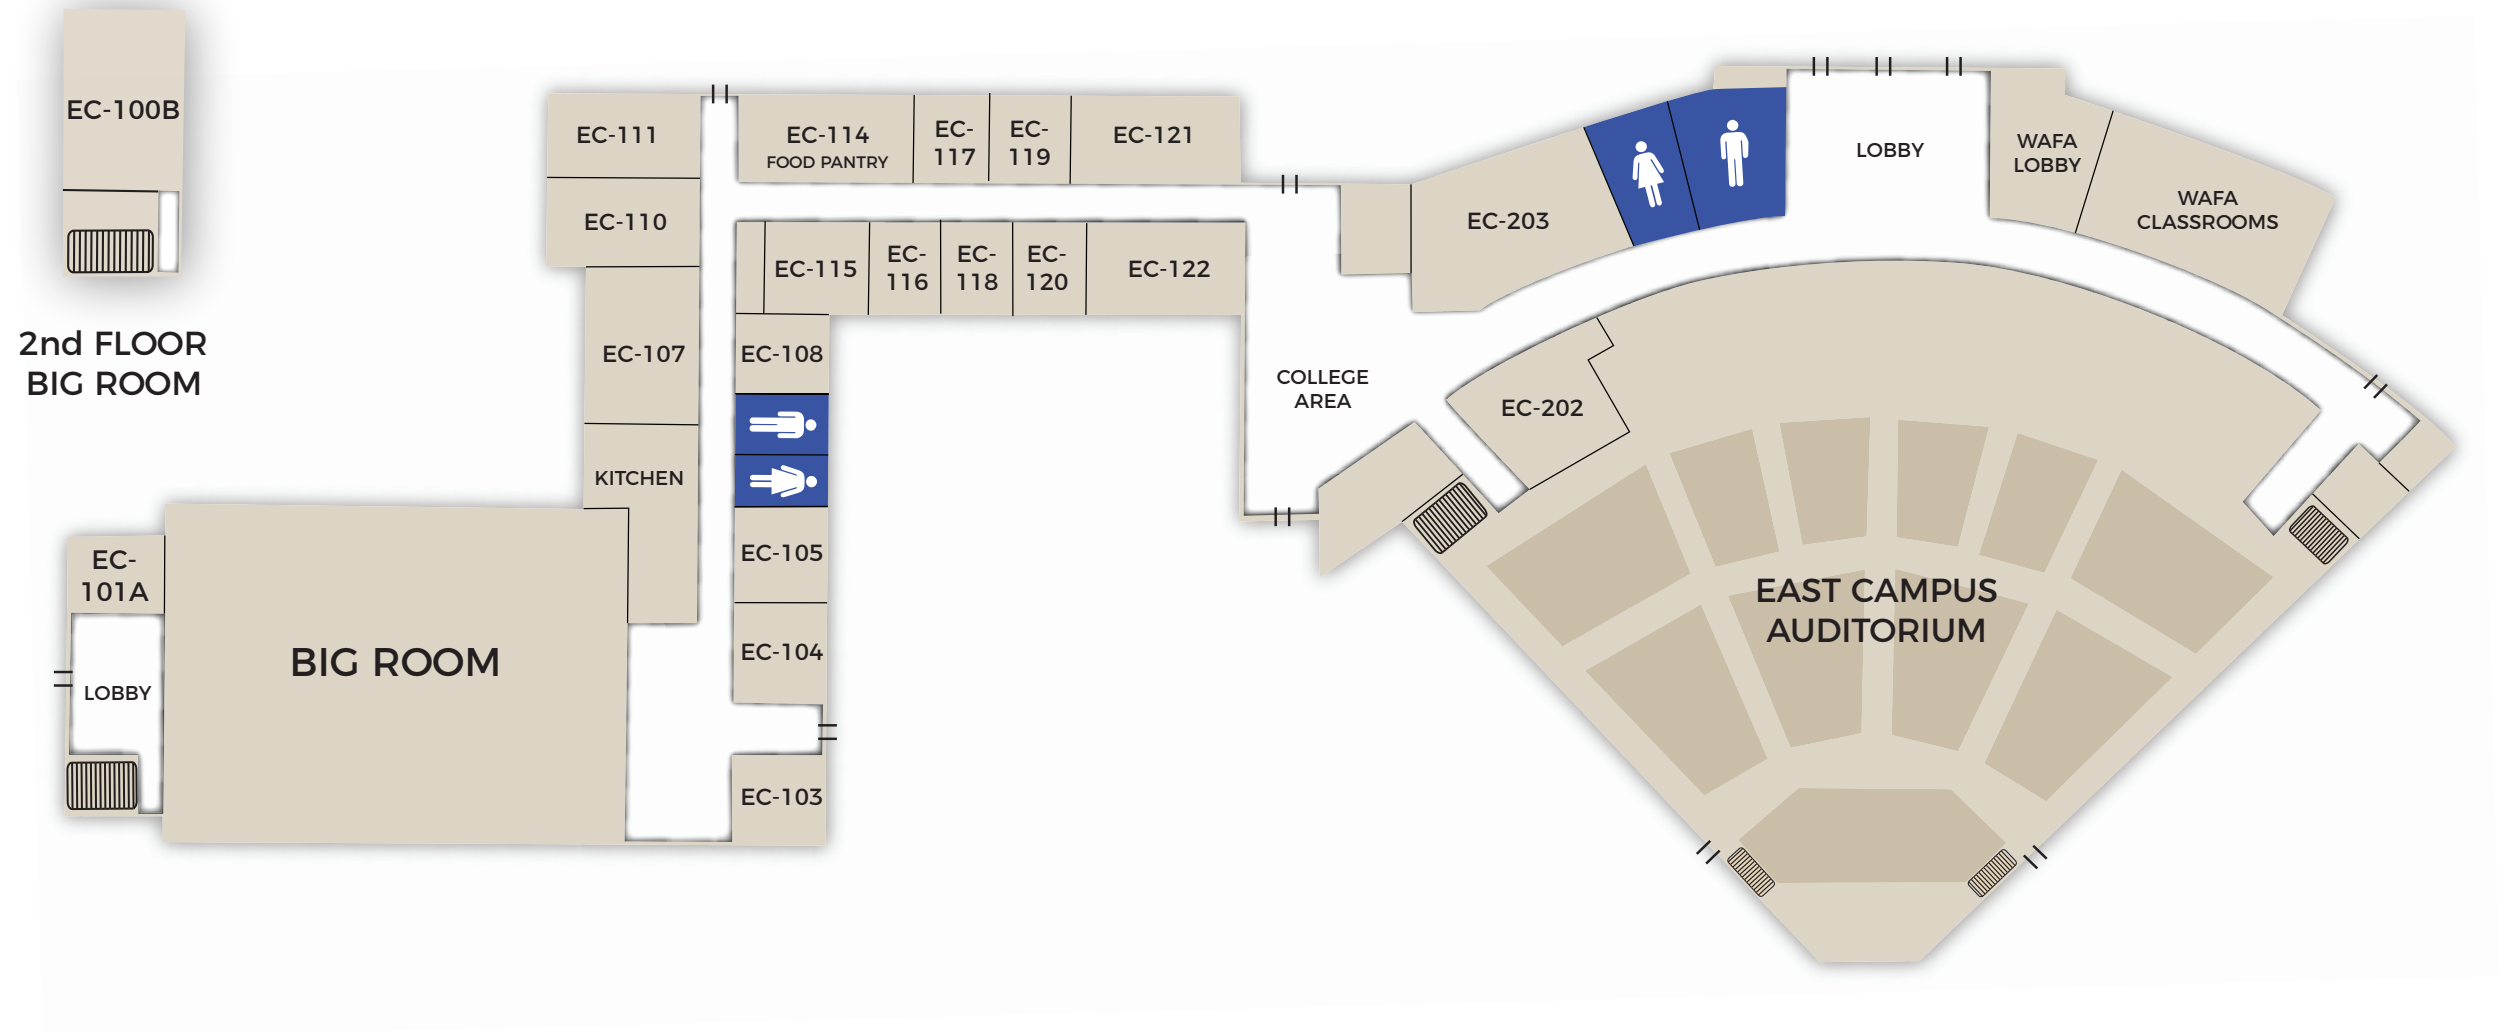 EC-100B
2nd FLOOR
BIG ROOM
EC-111
EC-110
EC-107
KITCHEN
EC-114
FOOD PANTRY
EC-
117
EC-
119
EC-121
EC-115
EC-
116
EC-
118
EC-
120
EC-122
EC-108
EC-105
EC-104
EC-103
EC-
101A
LOBBY
BIG ROOM
COLLEGE
AREA
EC-203
LOBBY
WAFA
LOBBY
WAFA
CLASSROOMS
EC-202
EAST CAMPUS
AUDITORIUM